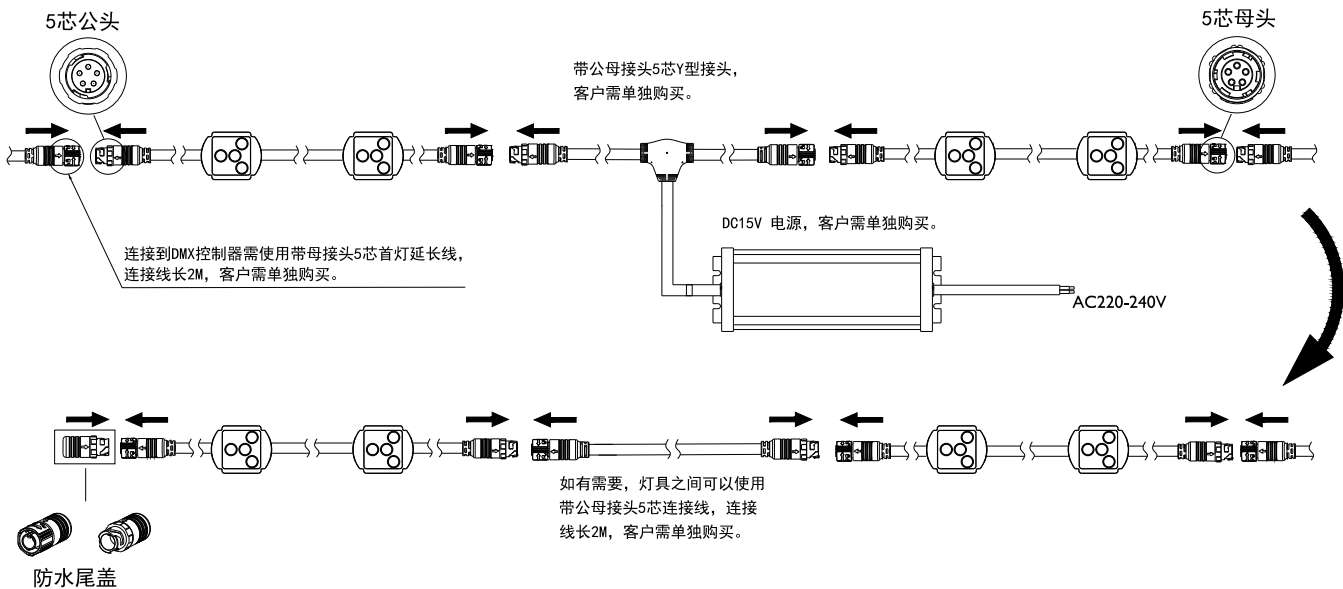 5芯公头
5芯母头
带公母接头5芯Y型接头，
客户需单独购买。
DC15V 电源，客户需单独购买。
连接到DMX控制器需使用带母接头5芯首灯延长线，
连接线长2M，客户需单独购买。
AC220-240V
如有需要，灯具之间可以使用
带公母接头5芯连接线，连接
线长2M，客户需单独购买。
防水尾盖